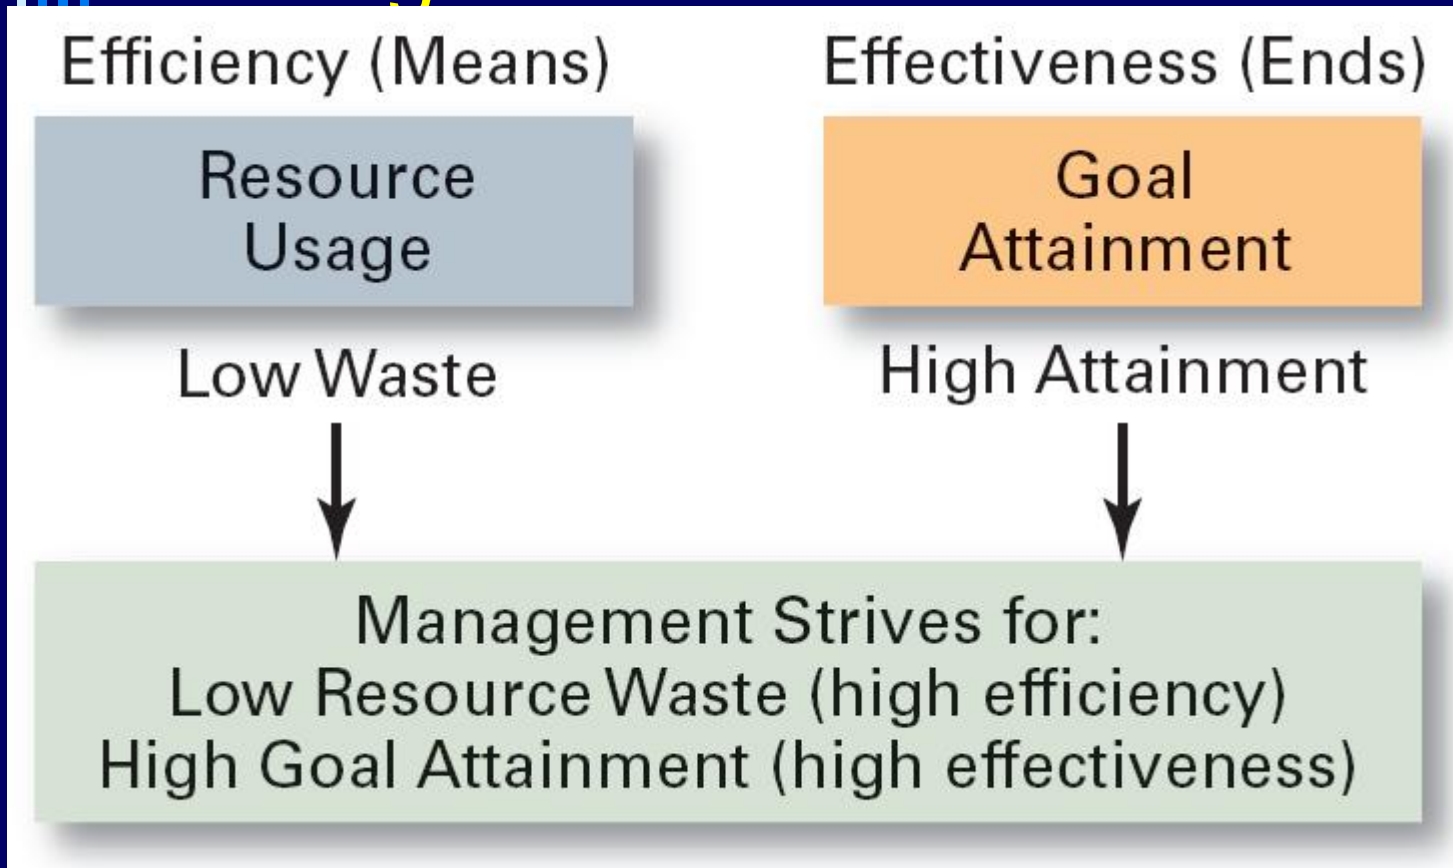 Efficiency (Means)
Effectiveness (Ends)
Resource
Usage
Goal
Attainment
Low Waste
High Attainment
Management Strives for:
Low Resource Waste (high efficiency)
High Goal Attainment (high effectiveness)